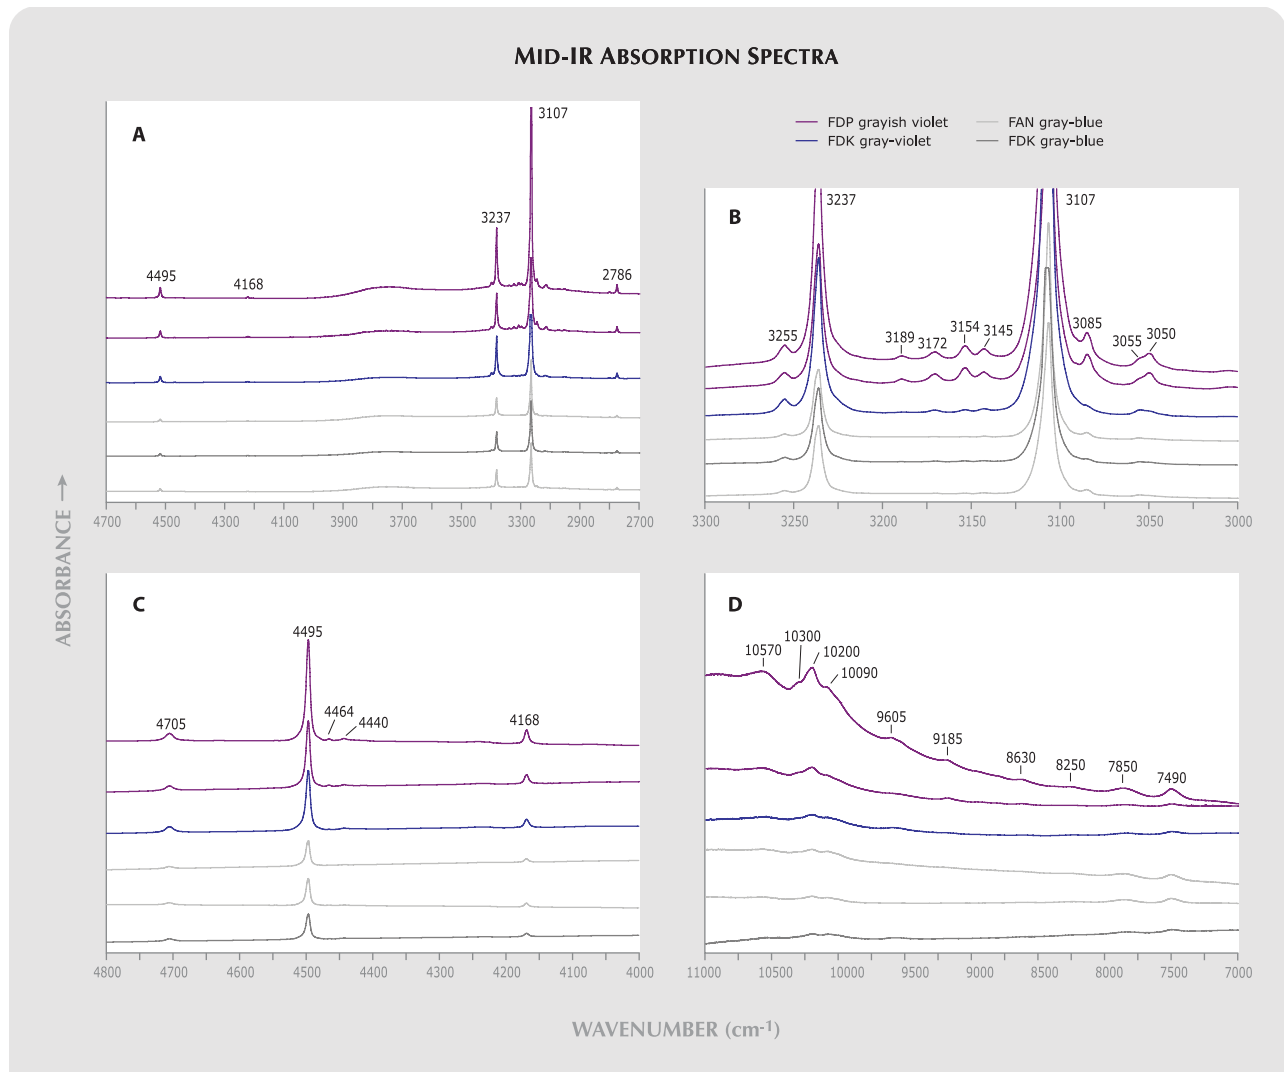 MID-IR ABSORPTION SPECTRA
A
3107
3237
4495
4168
2786
4700 4500 4300 4100 3900 3700 3500 3300 3100 2900 2700
FDP grayish violet
FAN gray-blue
FDK gray-violet
FDK gray-blue
B
3237
3107
3255
3189
3172
3154
3145
3085
3055
3050
3300 3250 3200 3150 3100 3050 3000
ABSORBANCE →
C
4495
4705
4464
4440
4168
4800 4700 4600 4500 4400 4300 4200 4100 4000
D
10570
10300
10200
10090
9605
9185
8630
8250
7850
7490
11000 10500 10000 9500 9000 8500 8000 7500 7000
WAVENUMBER (cm-1)